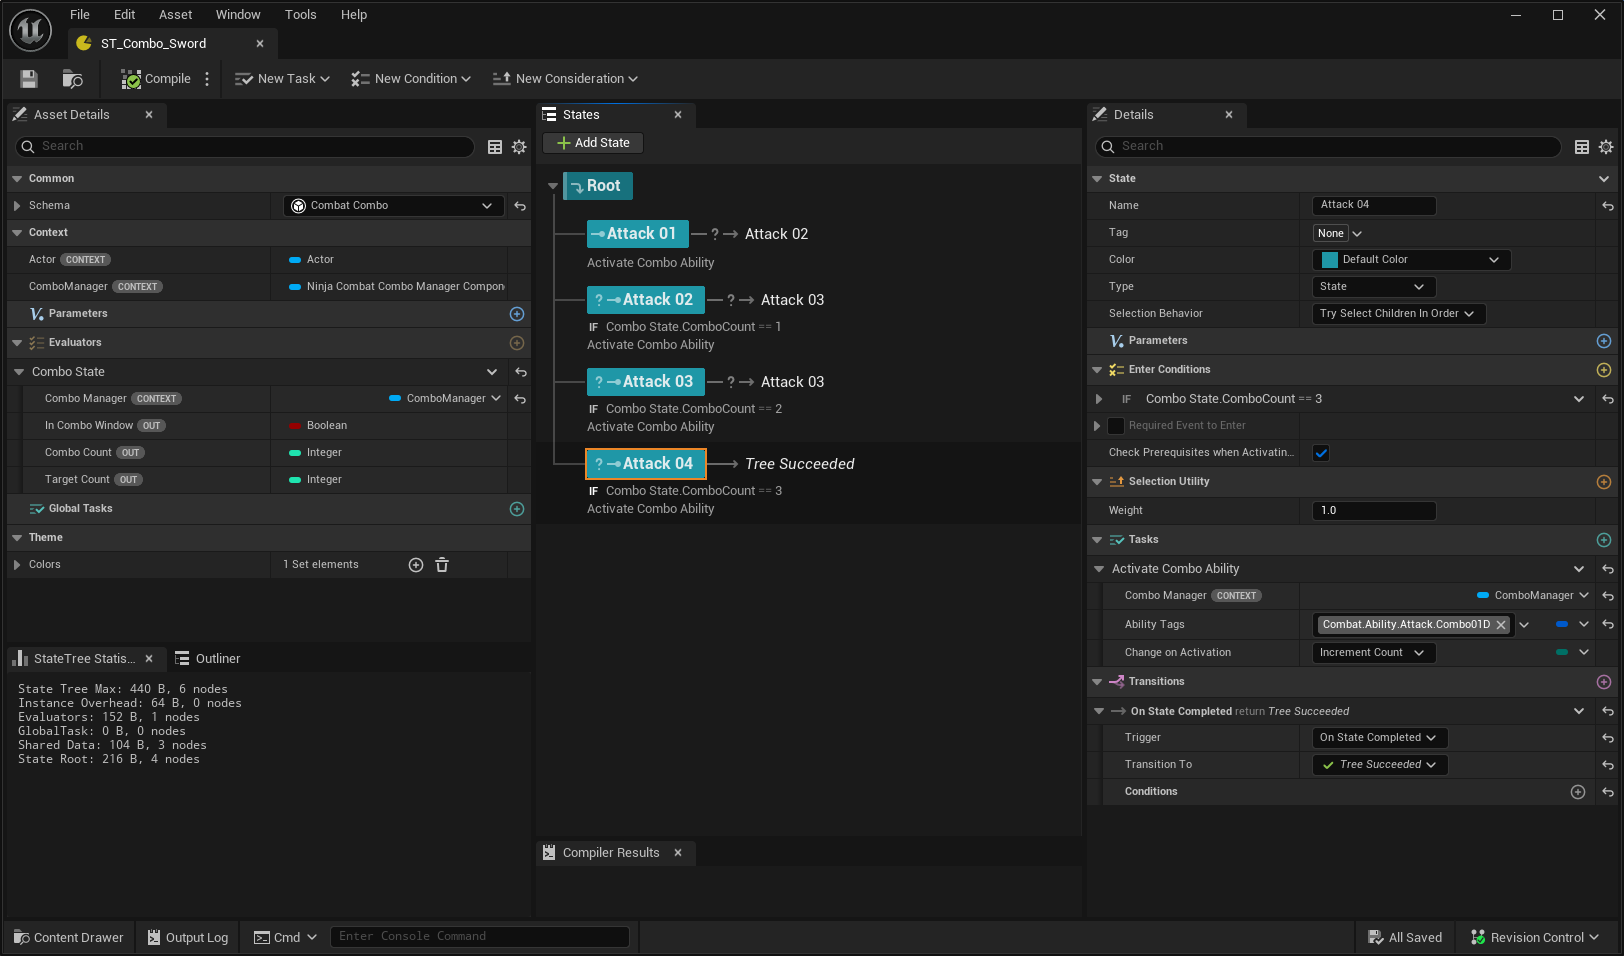 File Edit Asset Window Tools Help
ST_Combo_Sword
Compile New Task New Condition New Consideration
Asset Details
Search
Common
Schema Combat Combo
Context
Actor CONTEXT Actor
ComboManager CONTEXT Ninja Combat Combo Manager Compon
Parameters
Evaluators
Combo State
Combo Manager CONTEXT ComboManager
In Combo Window OUT Boolean
Combo Count OUT Integer
Target Count OUT Integer
Global Tasks
Theme
Colors 1 Set elements
StateTree Statis... Outliner
State Tree Max: 440 B, 6 nodes
Instance Overhead: 64 B, 0 nodes
Evaluators: 152 B, 1 nodes
GlobalTask: 0 B, 0 nodes
Shared Data: 104 B, 3 nodes
State Root: 216 B, 4 nodes
States
Add State
Root
Attack 01 ? Attack 02
Activate Combo Ability
? Attack 02 ? Attack 03
IF Combo State.ComboCount == 1
Activate Combo Ability
? Attack 03 ? Attack 03
IF Combo State.ComboCount == 2
Activate Combo Ability
? Attack 04 Tree Succeeded
IF Combo State.ComboCount == 3
Activate Combo Ability
Compiler Results
Details
Search
State
Name Attack 04
Tag None
Color Default Color
Type State
Selection Behavior Try Select Children In Order
Parameters
Enter Conditions
IF Combo State.ComboCount == 3
Required Event to Enter
Check Prerequisites when Activatin...
Selection Utility
Weight 1.0
Tasks
Activate Combo Ability
Combo Manager CONTEXT ComboManager
Ability Tags Combat.Ability.Attack.Combo01D
Change on Activation Increment Count
Transitions
On State Completed return Tree Succeeded
Trigger On State Completed
Transition To Tree Succeeded
Conditions
Content Drawer Output Log Cmd Enter Console Command All Saved Revision Control